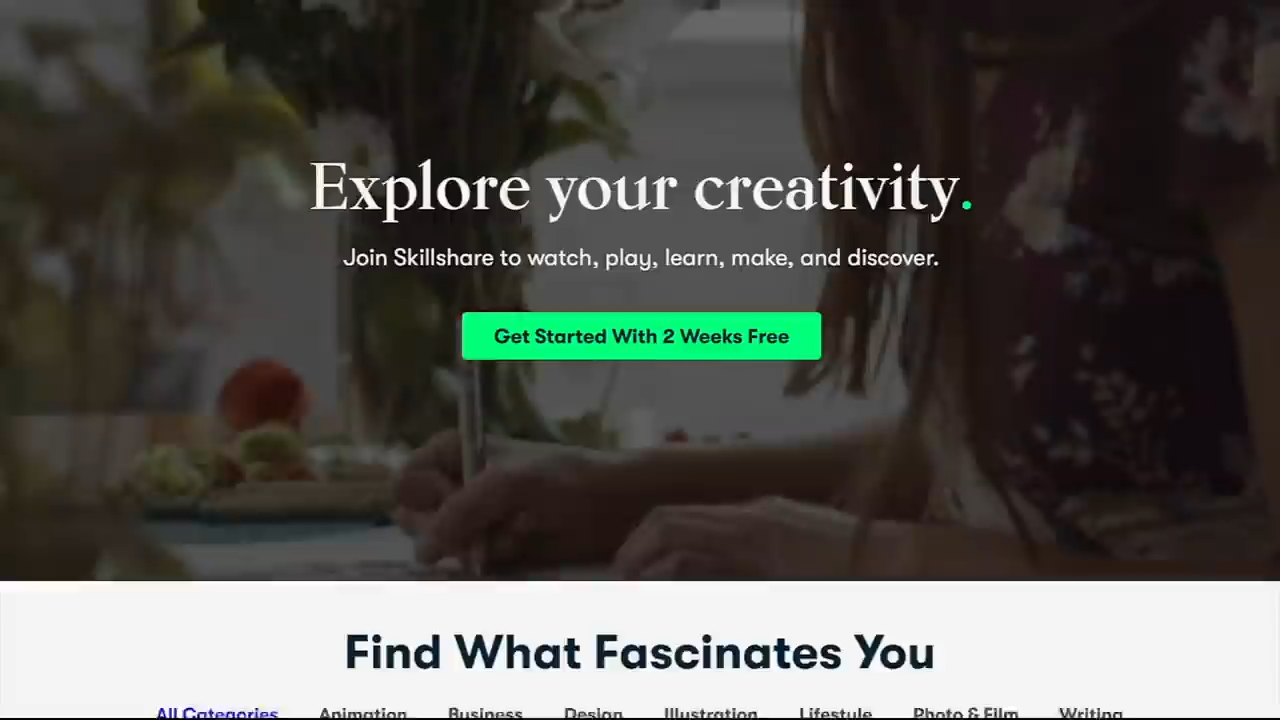 Explore your creativity.
Join Skillshare to watch, play, learn, make, and discover.
Get Started With 2 Weeks Free
Find What Fascinates You
All Categories Animation Business Design Illustration Lifestyle Photo & Film Writing